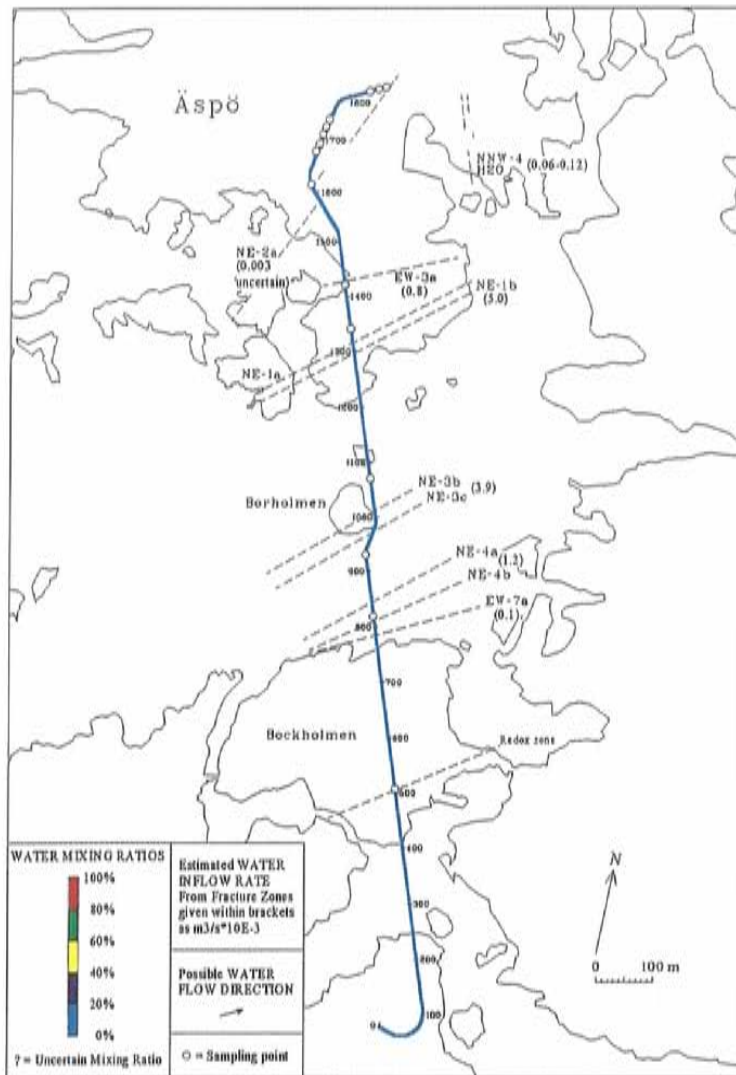 Äspö
1800
1700
1600
1500
NNW-4 (0.06-0.12)
H2O
NE-2a
(0.003
uncertain)
EW-3a
(0.8)
NE-1b
(5.0)
1400
1300
NE-1a
1200
1100
Borholmen
NE-3b (3.9)
NE-3c
1000
900
NE-4a
(1.2)
NE-4b
EW-7a
(0.1)
800
700
Bockholmen
600
Redox zone
500
400
300
200
100
0
WATER MIXING RATIOS
100%
80%
60%
40%
20%
0%
? = Uncertain Mixing Ratio
Estimated WATER
INFLOW RATE
From Fracture Zones
given within brackets
as m3/s*10E-3
Possible WATER
FLOW DIRECTION
O = Sampling point
N
0 100 m